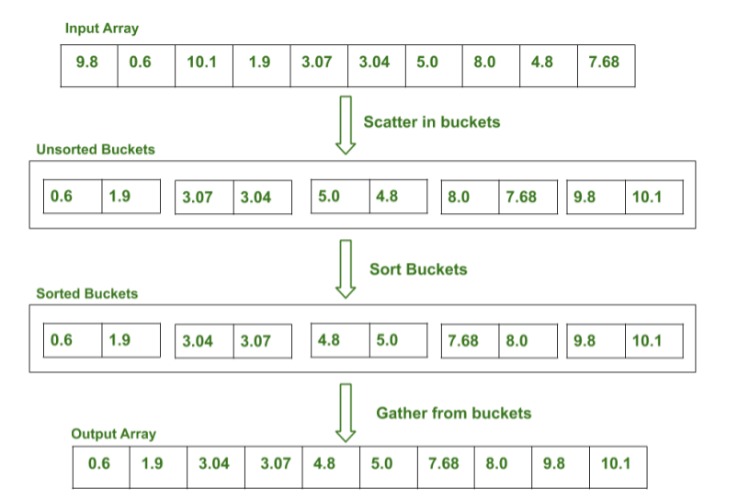 Input Array
9.8 0.6 10.1 1.9 3.07 3.04 5.0 8.0 4.8 7.68
Scatter in buckets
Unsorted Buckets
0.6 1.9 3.07 3.04 5.0 4.8 8.0 7.68 9.8 10.1
Sort Buckets
Sorted Buckets
0.6 1.9 3.04 3.07 4.8 5.0 7.68 8.0 9.8 10.1
Gather from buckets
Output Array
0.6 1.9 3.04 3.07 4.8 5.0 7.68 8.0 9.8 10.1